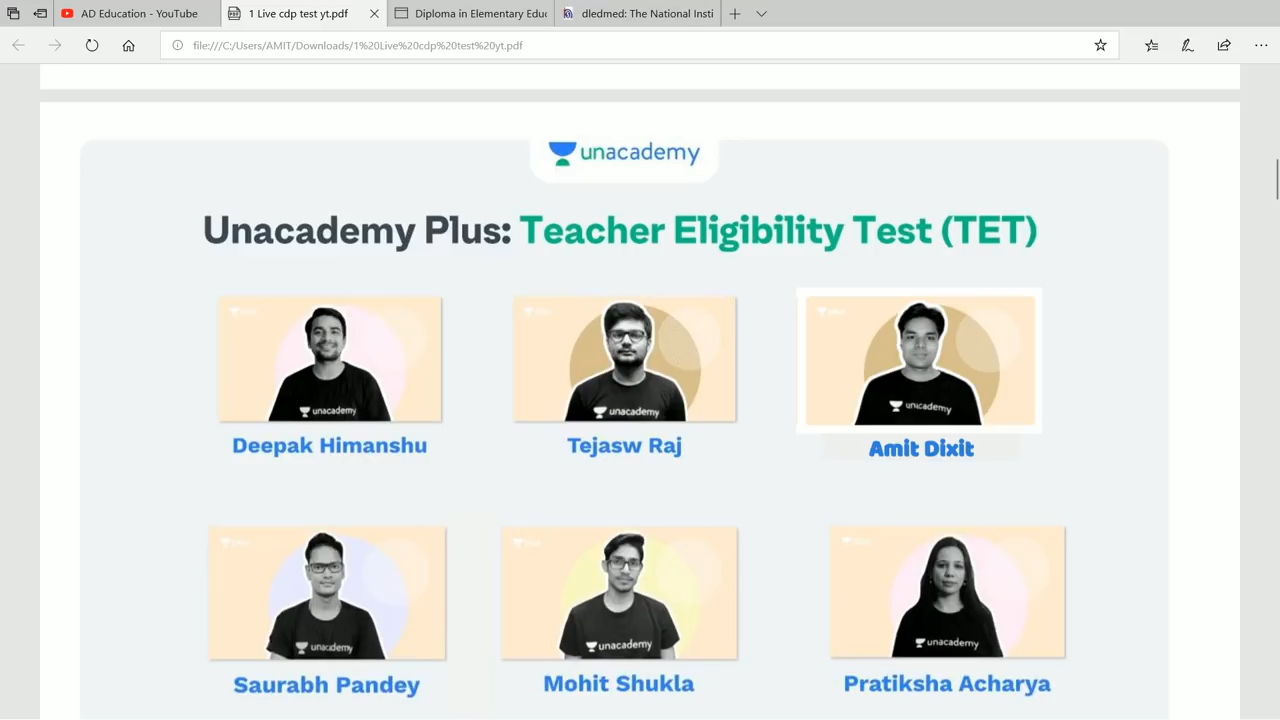 AD Education - YouTube
1 Live cdp test yt.pdf
Diploma in Elementary Educ
dledmed: The National Insti
file:///C:/Users/AMIT/Downloads/1%20Live%20cdp%20test%20yt.pdf
unacademy
Unacademy Plus: Teacher Eligibility Test (TET)
unacademy
unacademy
unacademy
Deepak Himanshu
Tejasw Raj
Amit Dixit
unacademy
unacademy
unacademy
Saurabh Pandey
Mohit Shukla
Pratiksha Acharya